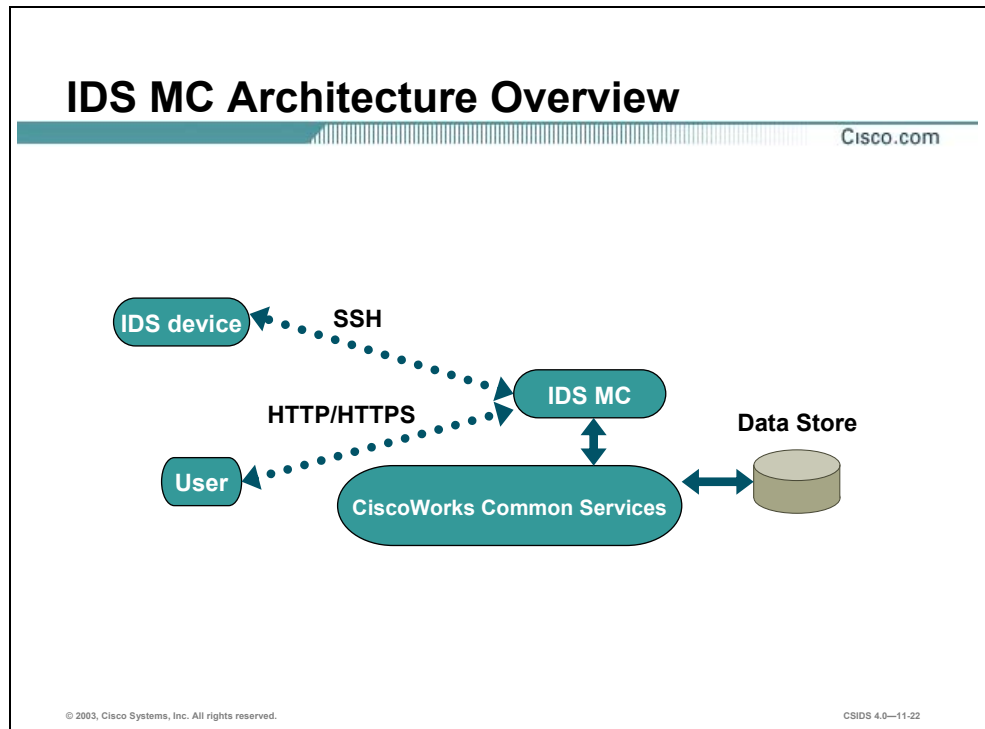 IDS MC Architecture Overview
Cisco.com
IDS device
SSH
IDS MC
HTTP/HTTPS
Data Store
User
CiscoWorks Common Services
© 2003, Cisco Systems, Inc. All rights reserved.
CSIDS 4.0—11-22